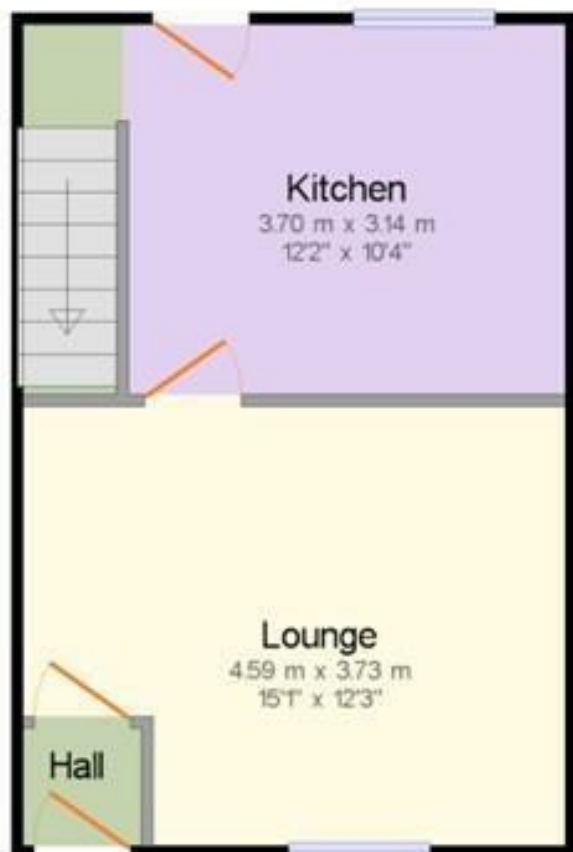 Kitchen
3.70 m x 3.14 m
12'2" x 10'4"
Lounge
4.59 m x 3.73 m
15'1" x 12'3"
Hall